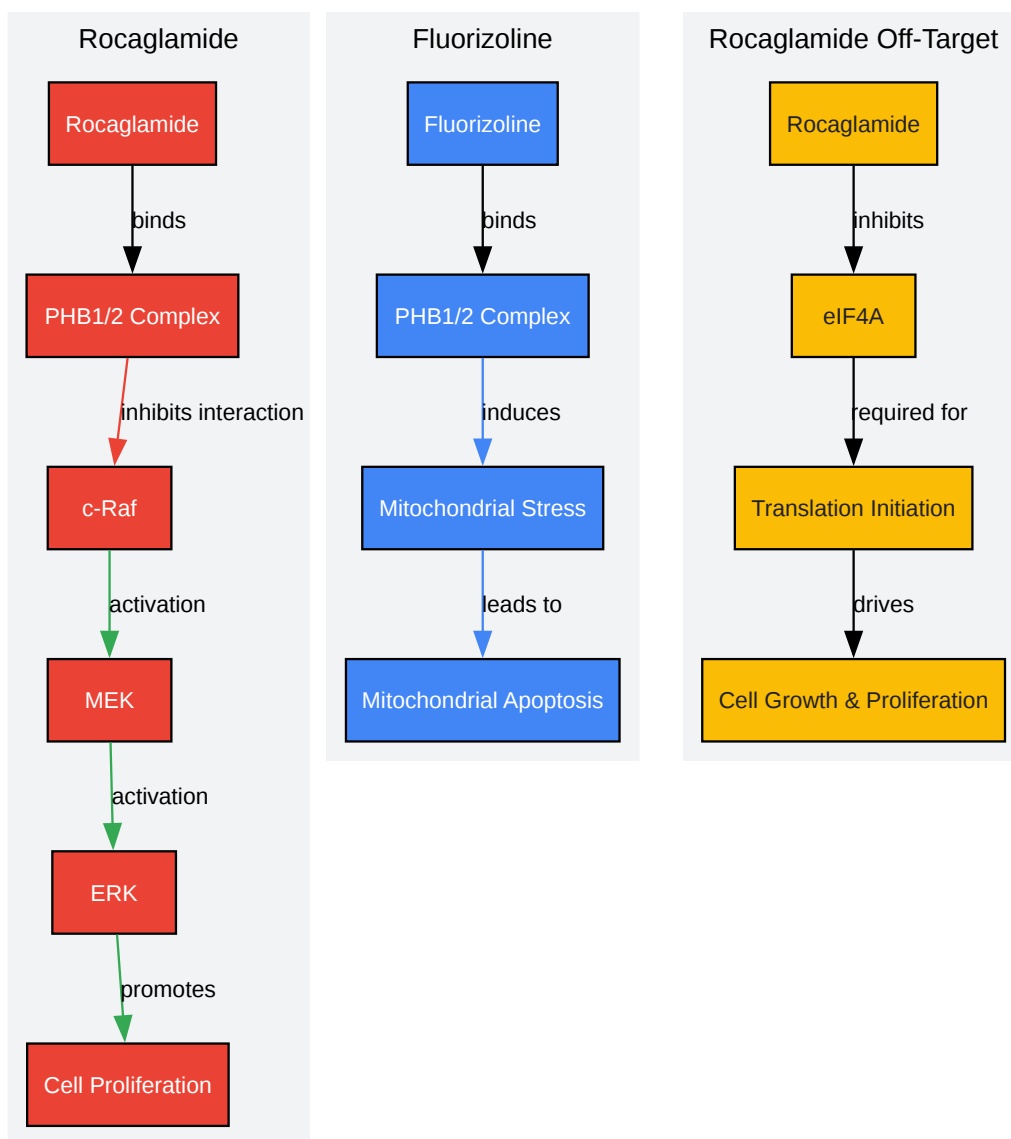 Rocaglamide
Rocaglamide
binds
PHB1/2 Complex
inhibits interaction
c-Raf
activation
MEK
activation
ERK
promotes
Cell Proliferation
Fluorizoline
Fluorizoline
binds
PHB1/2 Complex
induces
Mitochondrial Stress
leads to
Mitochondrial Apoptosis
Rocaglamide Off-Target
Rocaglamide
inhibits
eIF4A
required for
Translation Initiation
drives
Cell Growth & Proliferation